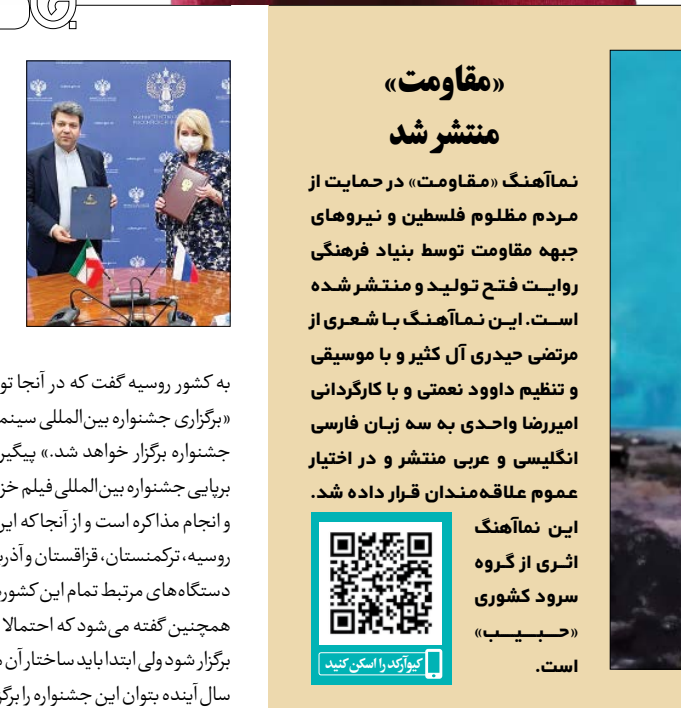 «مقاومت»
منتشر شد
نماآهنگ «مقاومت» در حمایت از
مردم مظلوم فلسطین و نیروهای
جبهه مقاومت توسط بنیاد فرهنگی
روایت فتح تولید و منتشر شده
است. این نماآهنگ با شعری از
مرتضی حیدری آل کثیر و با موسیقی
و تنظیم داوود نعمتی و با کارگردانی
امیررضا واحدی به سه زبان فارسی
انگلیسی و عربی منتشر و در اختیار
عموم علاقه‌مندان قرار داده شد.
این نماآهنگ
اثری از گروه
سرود کشوری
«حبیب»
است.
کیوآرکد را اسکن کنید
به کشور روسیه گفت که در آنجا تو
«برگزاری جشنواره بین‌المللی سینم
جشنواره برگزار خواهد شد.» پیگیر
برپایی جشنواره بین‌المللی فیلم خز
و انجام مذاکره است و از آنجا که این
روسیه، ترکمنستان، قزاقستان و آذر
دستگاه‌های مرتبط تمام این کشور
همچنین گفته می‌شود که احتمالا
برگزار شود ولی ابتدا باید ساختار آن
سال آینده بتوان این جشنواره را برگز